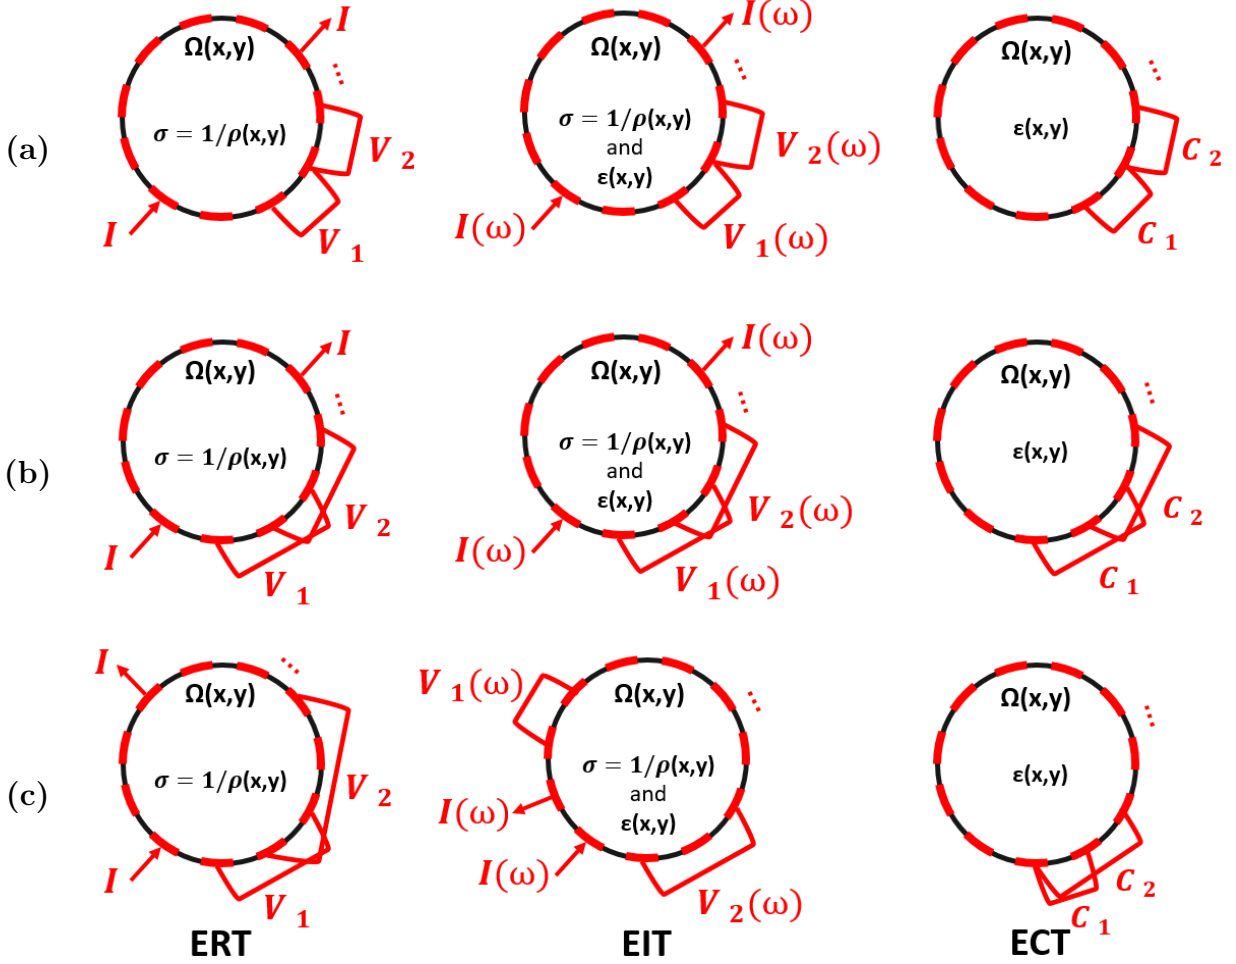 I
Ω(x,y)
σ = 1/ρ(x,y)
V 2
I
V 1
I(ω)
Ω(x,y)
σ = 1/ρ(x,y)
and
ε(x,y)
V 2(ω)
I(ω)
V 1(ω)
Ω(x,y)
ε(x,y)
C 2
C 1
(a)
I
Ω(x,y)
σ = 1/ρ(x,y)
V 2
I
V 1
I(ω)
Ω(x,y)
σ = 1/ρ(x,y)
and
ε(x,y)
V 2(ω)
I(ω)
V 1(ω)
Ω(x,y)
ε(x,y)
C 2
C 1
(b)
I
Ω(x,y)
σ = 1/ρ(x,y)
V 2
I
V 1
V 1(ω)
Ω(x,y)
σ = 1/ρ(x,y)
and
ε(x,y)
I(ω)
I(ω)
V 2(ω)
Ω(x,y)
ε(x,y)
C 2
C 1
(c)
ERT
EIT
ECT